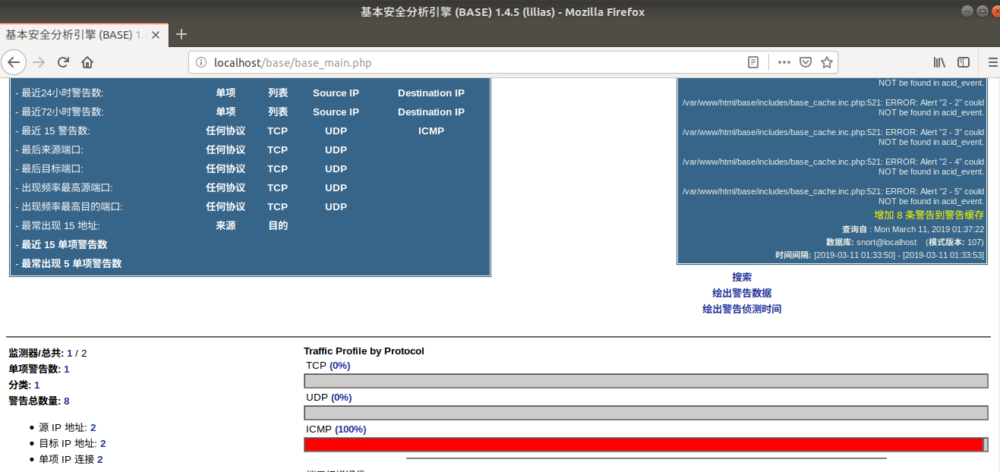 基本安全分析引擎 (BASE) 1.4.5 (lilias) - Mozilla Firefox
基本安全分析引擎 (BASE) 1.
localhost/base/base_main.php
- 最近24小时警告数: 单项 列表 Source IP Destination IP
- 最近72小时警告数: 单项 列表 Source IP Destination IP
- 最近 15 警告数: 任何协议 TCP UDP ICMP
- 最后来源端口: 任何协议 TCP UDP
- 最后目标端口: 任何协议 TCP UDP
- 出现频率最高源端口: 任何协议 TCP UDP
- 出现频率最高目的端口: 任何协议 TCP UDP
- 最常出现 15 地址: 来源 目的
- 最近 15 单项警告数
- 最常出现 5 单项警告数
NOT be found in acid_event.
/var/www/html/base/includes/base_cache.inc.php:521: ERROR: Alert "2 - 2" could
NOT be found in acid_event.
/var/www/html/base/includes/base_cache.inc.php:521: ERROR: Alert "2 - 3" could
NOT be found in acid_event.
/var/www/html/base/includes/base_cache.inc.php:521: ERROR: Alert "2 - 4" could
NOT be found in acid_event.
/var/www/html/base/includes/base_cache.inc.php:521: ERROR: Alert "2 - 5" could
NOT be found in acid_event.
增加 8 条警告到警告缓存
查询自 : Mon March 11, 2019 01:37:22
数据库: snort@localhost (模式版本: 107)
时间间隔: [2019-03-11 01:33:50] - [2019-03-11 01:33:53]
搜索
绘出警告数据
绘出警告侦测时间
监测器/总共: 1 / 2
单项警告数: 1
分类: 1
警告总数量: 8
• 源 IP 地址: 2
• 目标 IP 地址: 2
• 单项 IP 连接 2
Traffic Profile by Protocol
TCP (0%)
UDP (0%)
ICMP (100%)